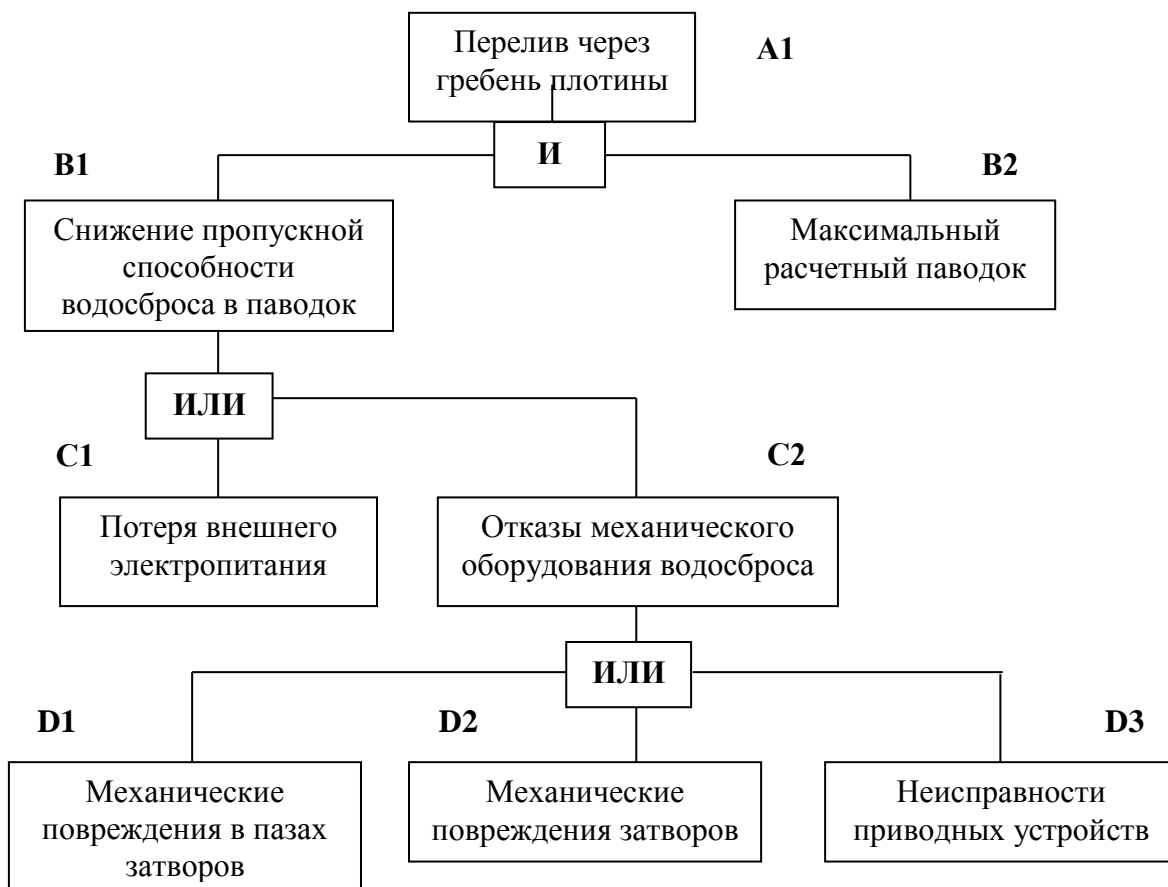 Перелив через
гребень плотины
A1
И
B1
B2
Снижение пропускной
способности
водосброса в паводок
Максимальный
расчетный паводок
ИЛИ
C1
C2
Потеря внешнего
электропитания
Отказы механического
оборудования водосброса
ИЛИ
D1
D2
D3
Механические
повреждения в пазах
затворов
Механические
повреждения затворов
Неисправности
приводных устройств